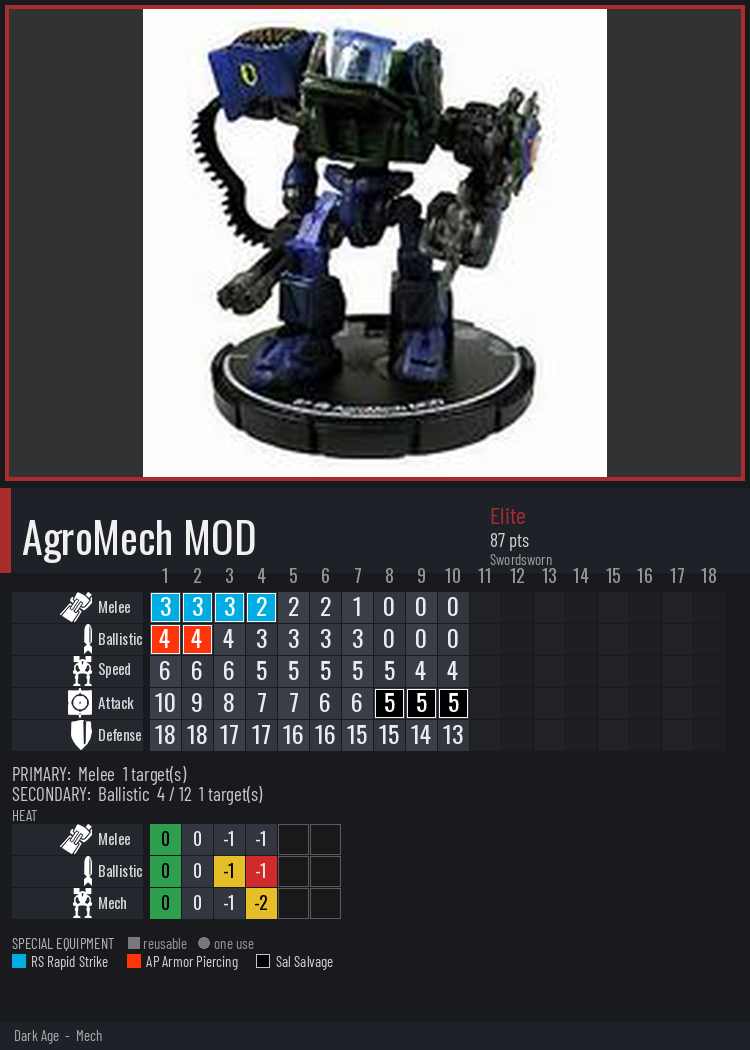 AgroMech MOD
Elite
87 pts
Swordsworn
1 2 3 4 5 6 7 8 9 10 11 12 13 14 15 16 17 18
Melee 3 3 3 2 2 2 1 0 0 0
Ballistic 4 4 4 3 3 3 3 0 0 0
Speed 6 6 6 5 5 5 5 5 4 4
Attack 10 9 8 7 7 6 6 5 5 5
Defense 18 18 17 17 16 16 15 15 14 13
PRIMARY: Melee 1 target(s)
SECONDARY: Ballistic 4 / 12 1 target(s)
HEAT
Melee 0 0 -1 -1
Ballistic 0 0 -1 -1
Mech 0 0 -1 -2
SPECIAL EQUIPMENT reusable one use
RS Rapid Strike AP Armor Piercing Sal Salvage
Dark Age - Mech